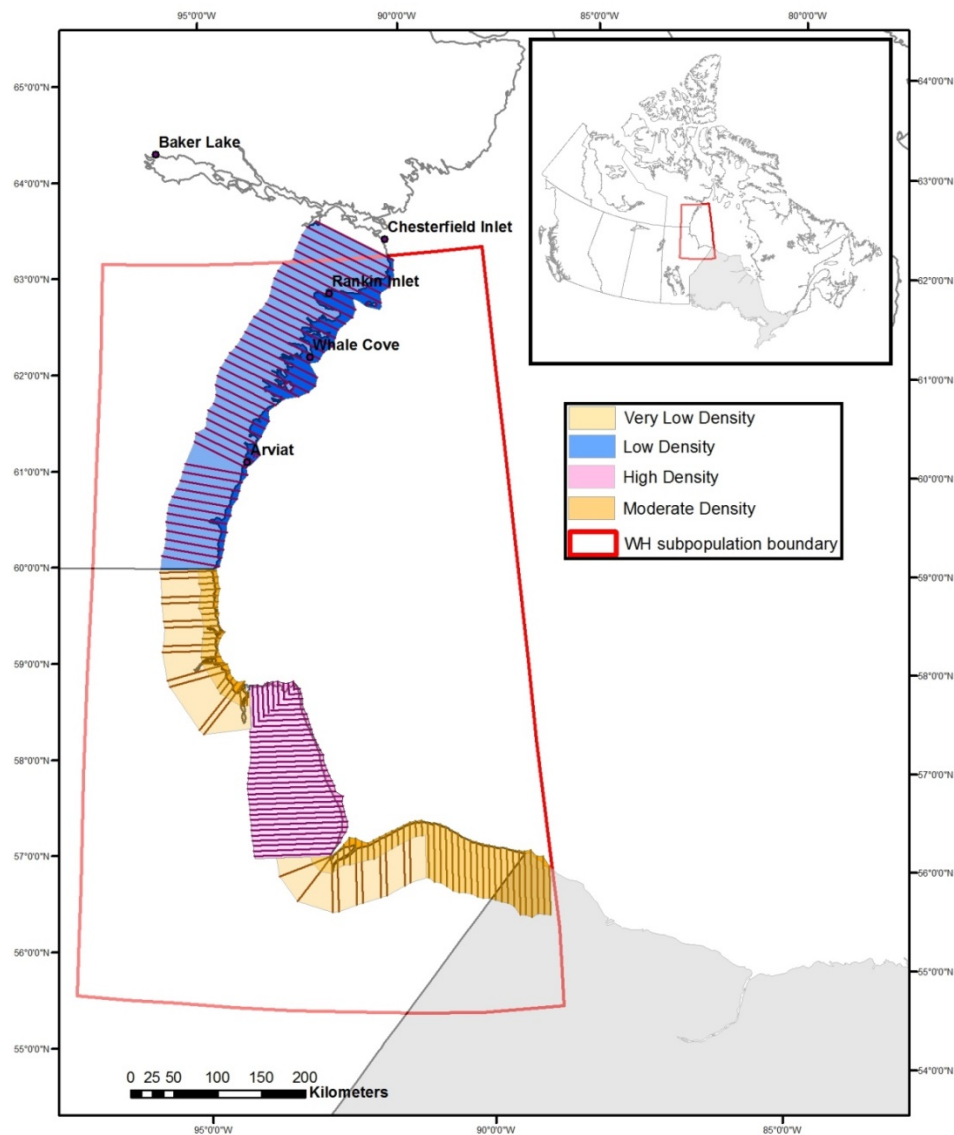 95°0'0"W 90°0'0"W 85°0'0"W 80°0'0"W
65°0'0"N
64°0'0"N
Baker Lake
64°0'0"N
63°0'0"N
Chesterfield Inlet
63°0'0"N
Rankin Inlet
62°0'0"N
Whale Cove
62°0'0"N
61°0'0"N
Very Low Density
Low Density
Arviat
61°0'0"N
60°0'0"N
High Density
Moderate Density
WH subpopulation boundary
60°0'0"N
59°0'0"N
59°0'0"N
58°0'0"N
58°0'0"N
57°0'0"N
57°0'0"N
56°0'0"N
56°0'0"N
55°0'0"N
55°0'0"N
54°0'0"N
0 25 50 100 150 200
Kilometers
95°0'0"W 90°0'0"W 85°0'0"W